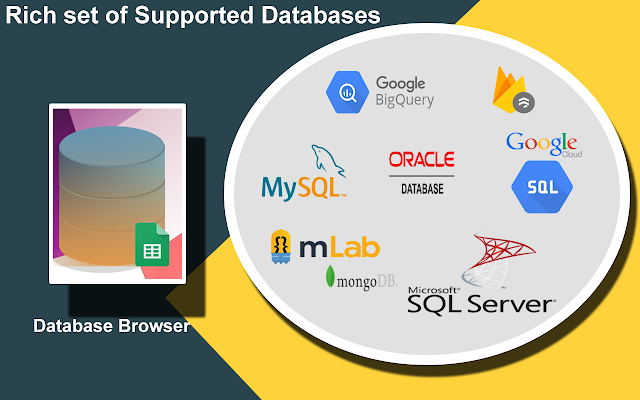 Rich set of Supported Databases
Google
BigQuery
MySQL™
ORACLE
DATABASE
Google
Cloud
SQL
mLab
mongoDB
Microsoft®
SQL Server®
Database Browser